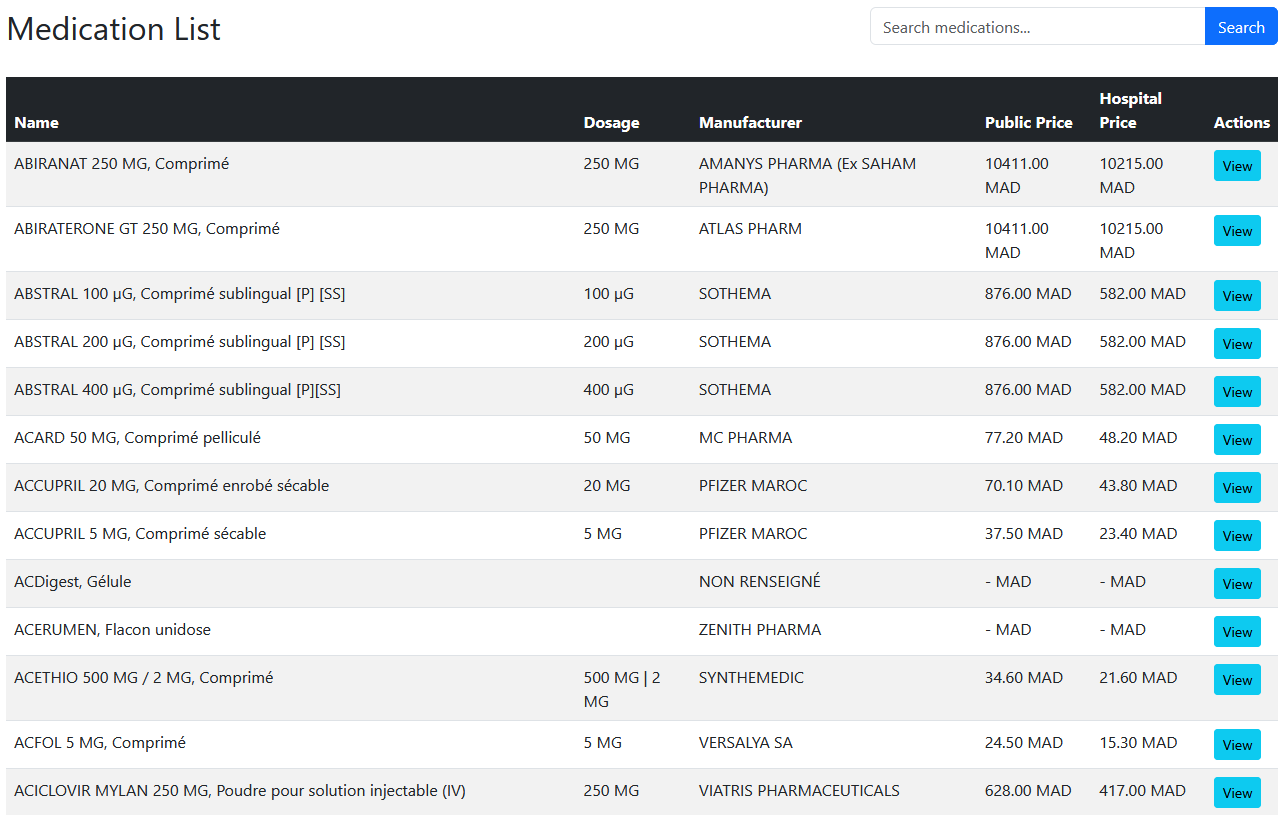 Medication List
Search medications...
Search
Name Dosage Manufacturer Public Price Hospital Price Actions
ABIRANAT 250 MG, Comprimé 250 MG AMANYS PHARMA (Ex SAHAM PHARMA) 10411.00 MAD 10215.00 MAD View
ABIRATERONE GT 250 MG, Comprimé 250 MG ATLAS PHARM 10411.00 MAD 10215.00 MAD View
ABSTRAL 100 µG, Comprimé sublingual [P] [SS] 100 µG SOTHEMA 876.00 MAD 582.00 MAD View
ABSTRAL 200 µG, Comprimé sublingual [P] [SS] 200 µG SOTHEMA 876.00 MAD 582.00 MAD View
ABSTRAL 400 µG, Comprimé sublingual [P][SS] 400 µG SOTHEMA 876.00 MAD 582.00 MAD View
ACARD 50 MG, Comprimé pelliculé 50 MG MC PHARMA 77.20 MAD 48.20 MAD View
ACCUPRIL 20 MG, Comprimé enrobé sécable 20 MG PFIZER MAROC 70.10 MAD 43.80 MAD View
ACCUPRIL 5 MG, Comprimé sécable 5 MG PFIZER MAROC 37.50 MAD 23.40 MAD View
ACDigest, Gélule NON RENSEIGNÉ - MAD - MAD View
ACERUMEN, Flacon unidose ZENITH PHARMA - MAD - MAD View
ACETHIO 500 MG / 2 MG, Comprimé 500 MG | 2 MG SYNTHEMEDIC 34.60 MAD 21.60 MAD View
ACFOL 5 MG, Comprimé 5 MG VERSALYA SA 24.50 MAD 15.30 MAD View
ACICLOVIR MYLAN 250 MG, Poudre pour solution injectable (IV) 250 MG VIATRIS PHARMACEUTICALS 628.00 MAD 417.00 MAD View